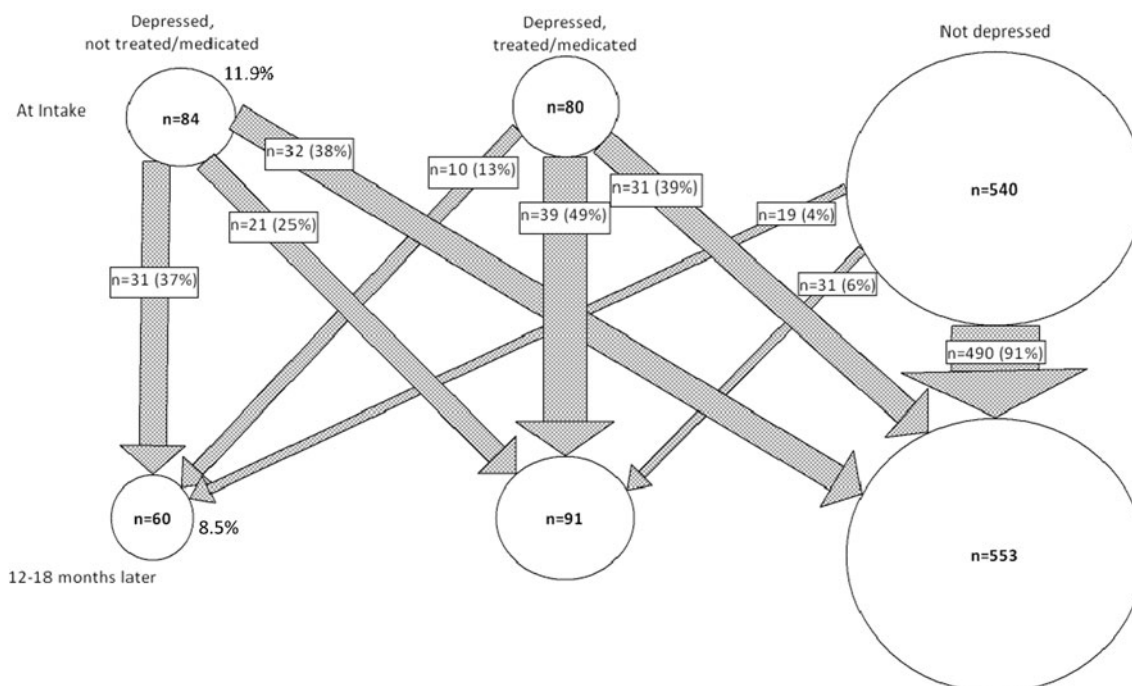 Depressed,
not treated/medicated
Depressed,
treated/medicated
Not depressed
11.9%
At Intake
n=84
n=80
n=540
n=32 (38%)
n=10 (13%)
n=31 (39%)
n=19 (4%)
n=21 (25%)
n=39 (49%)
n=31 (37%)
n=31 (6%)
n=490 (91%)
n=60
8.5%
n=91
n=553
12-18 months later